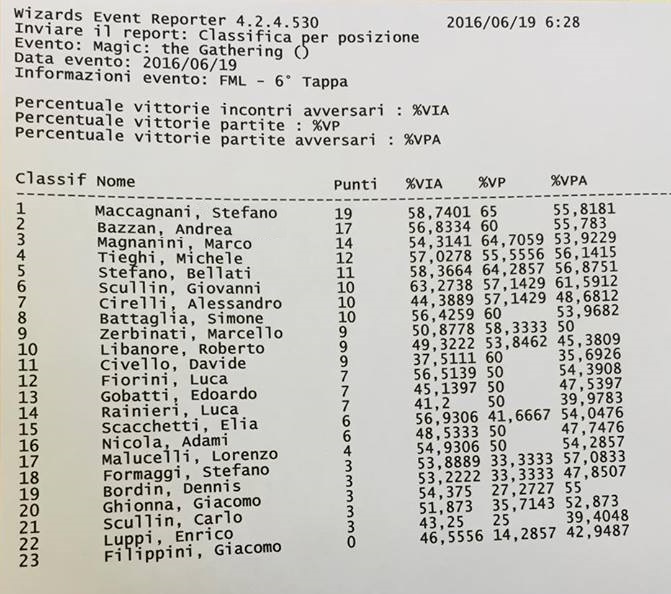 Wizards Event Reporter 4.2.4.530 2016/06/19 6:28
Inviare il report: Classifica per posizione
Evento: Magic: the Gathering ()
Data evento: 2016/06/19
Informazioni evento: FML - 6° Tappa
Percentuale vittorie incontri avversari : %VIA
Percentuale vittorie partite : %VP
Percentuale vittorie partite avversari : %VPA
Classif Nome Punti %VIA %VP %VPA
1 Maccagnani, Stefano 19 58,7401 65 55,8181
2 Bazzan, Andrea 17 56,8334 60 55,783
3 Magnanini, Marco 14 54,3141 64,7059 53,9229
4 Tieghi, Michele 12 57,0278 55,5556 56,1415
5 Stefano, Bellati 11 58,3664 64,2857 56,8751
6 Scullin, Giovanni 10 63,2738 57,1429 61,5912
7 Cirelli, Alessandro 10 44,3889 57,1429 48,6812
8 Battaglia, Simone 10 56,4259 60 53,9682
9 Zerbinati, Marcello 9 50,8778 58,3333 50
10 Libanore, Roberto 9 49,3222 53,8462 45,3809
11 Civello, Davide 9 37,5111 60 35,6926
12 Fiorini, Luca 7 56,5139 50 54,3908
13 Gobatti, Edoardo 7 45,1397 50 47,5397
14 Rainieri, Luca 7 41,2 50 39,9783
15 Scacchetti, Elia 6 56,9306 41,6667 54,0476
16 Nicola, Adami 6 48,5333 50 47,7476
17 Malucelli, Lorenzo 4 54,9306 50 54,2857
18 Formaggi, Stefano 3 53,8889 33,3333 57,0833
19 Bordin, Dennis 3 53,2222 33,3333 47,8507
20 Ghionna, Giacomo 3 54,375 27,2727 55
21 Scullin, Carlo 3 51,873 35,7143 52,873
22 Luppi, Enrico 3 43,25 25 39,4048
23 Filippini, Giacomo 0 46,5556 14,2857 42,9487